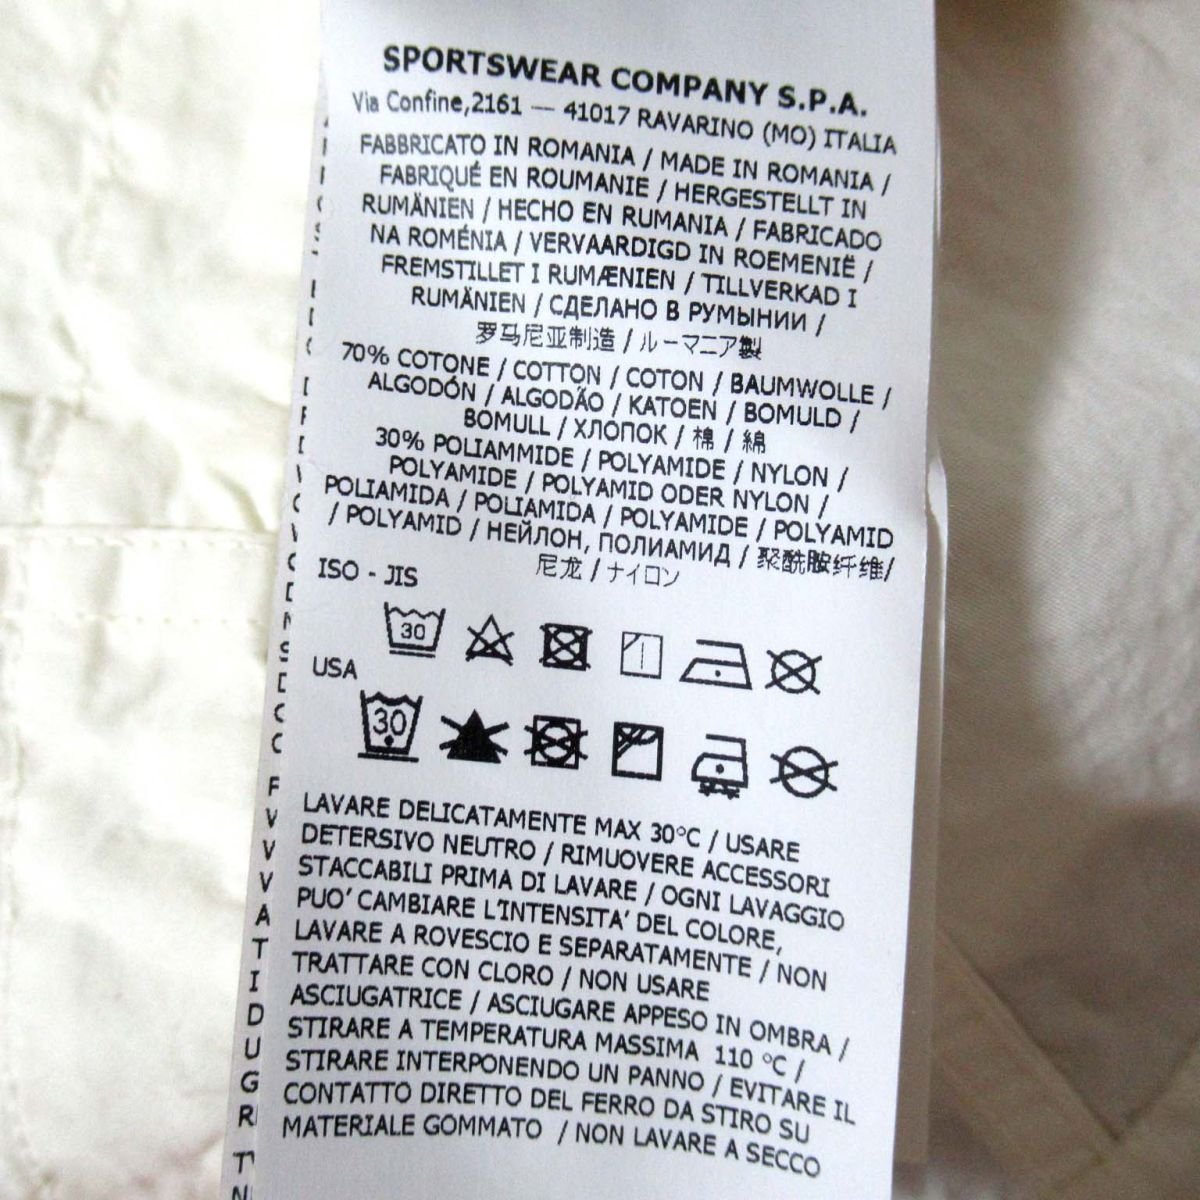 SPORTSWEAR COMPANY S.P.A.
Via Confine,2161 — 41017 RAVARINO (MO) ITALIA
FABBRICATO IN ROMANIA / MADE IN ROMANIA /
FABRIQUÉ EN ROUMANIE / HERGESTELLT IN
RUMÄNIEN / HECHO EN RUMANIA / FABRICADO
NA ROMÉNIA / VERVAARDIGD IN ROEMENIË /
FREMSTILLET I RUMÆNIEN / TILLVERKAD I
RUMÄNIEN / СДЕЛАНО В РУМЫНИИ /
罗马尼亚制造 / ルーマニア製
70% COTONE / COTTON / COTON / BAUMWOLLE /
ALGODÓN / ALGODÃO / KATOEN / BOMULD /
BOMULL / ХЛОПОК / 棉 / 綿
30% POLIAMMIDE / POLYAMIDE / NYLON /
POLYAMIDE / POLYAMID ODER NYLON /
POLIAMIDA / POLIAMIDA / POLYAMIDE / POLYAMID
/ POLYAMID / НЕЙЛОН, ПОЛИАМИД / 聚酰胺纤维/
尼龙 / ナイロン
ISO - JIS
30
USA
30
LAVARE DELICATAMENTE MAX 30°C / USARE
DETERSIVO NEUTRO / RIMUOVERE ACCESSORI
STACCABILI PRIMA DI LAVARE / OGNI LAVAGGIO
PUO' CAMBIARE L'INTENSITA' DEL COLORE,
LAVARE A ROVESCIO E SEPARATAMENTE / NON
TRATTARE CON CLORO / NON USARE
ASCIUGATRICE / ASCIUGARE APPESO IN OMBRA /
STIRARE A TEMPERATURA MASSIMA 110 °C /
STIRARE INTERPONENDO UN PANNO / EVITARE IL
CONTATTO DIRETTO DEL FERRO DA STIRO SU
MATERIALE GOMMATO / NON LAVARE A SECCO